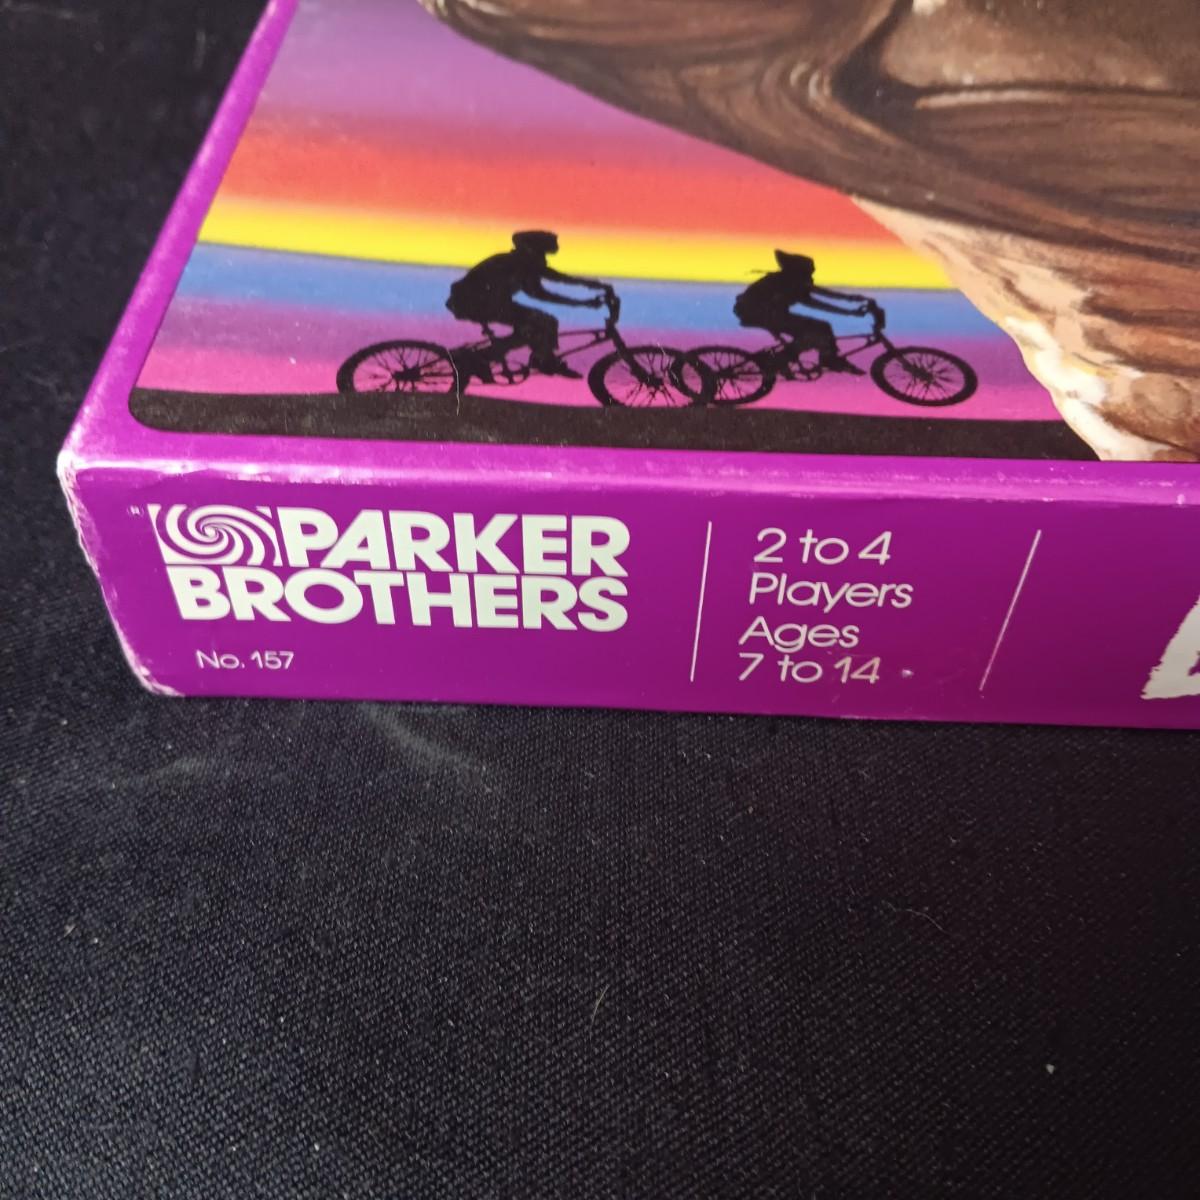 PARKER
BROTHERS
No. 157
2 to 4
Players
Ages
7 to 14